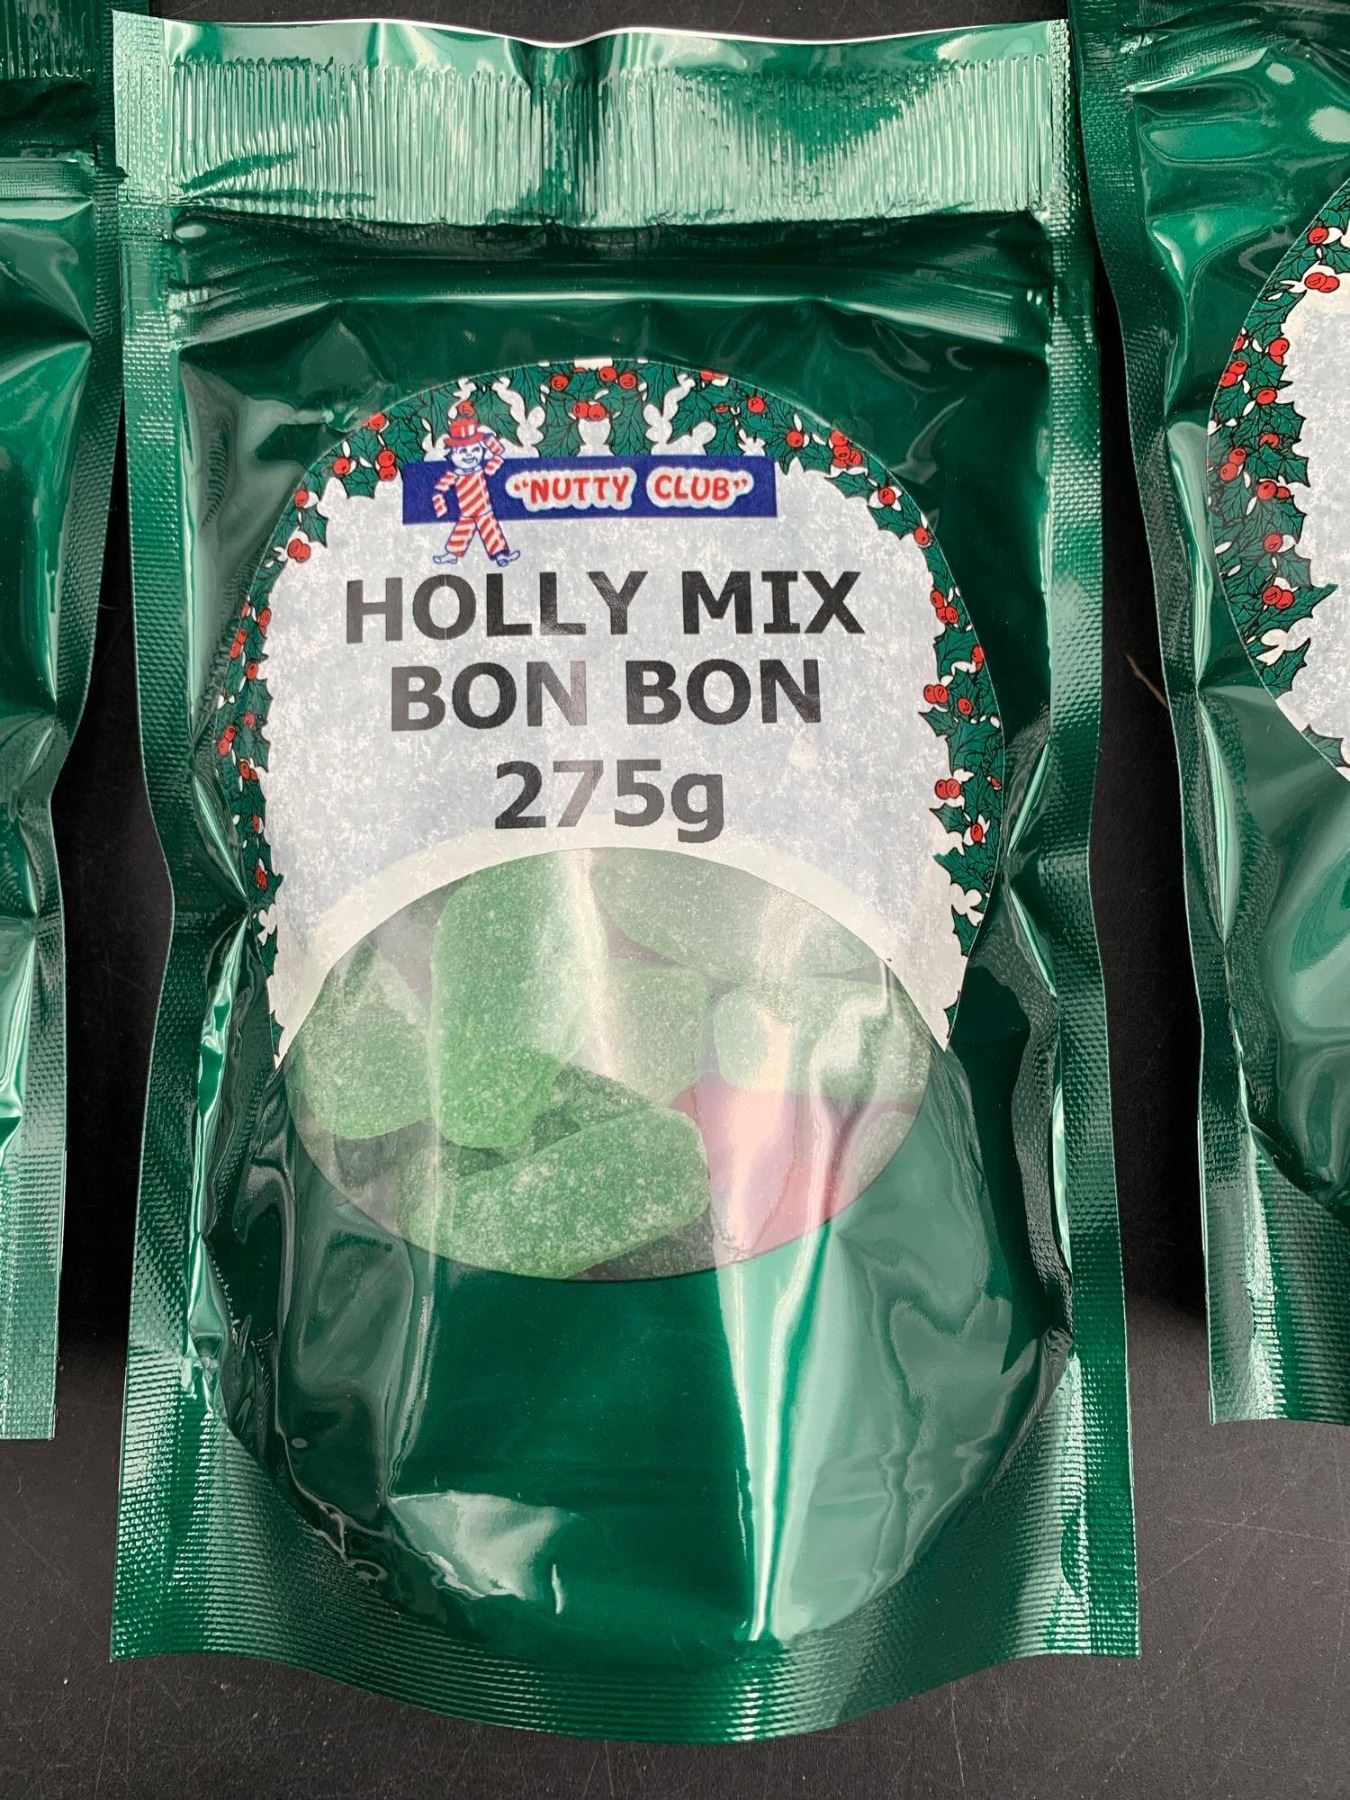 "NUTTY CLUB"
HOLLY MIX
BON BON
275g